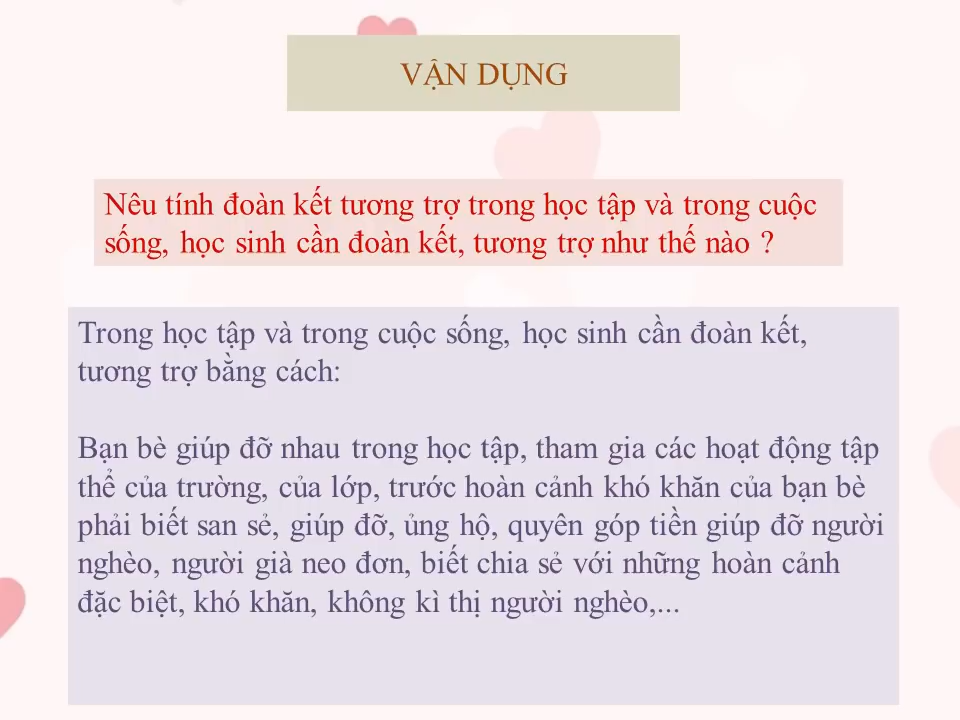 VẬN DỤNG
Nêu tính đoàn kết tương trợ trong học tập và trong cuộc
sống, học sinh cần đoàn kết, tương trợ như thế nào ?
Trong học tập và trong cuộc sống, học sinh cần đoàn kết,
tương trợ bằng cách:
Bạn bè giúp đỡ nhau trong học tập, tham gia các hoạt động tập
thể của trường, của lớp, trước hoàn cảnh khó khăn của bạn bè
phải biết san sẻ, giúp đỡ, ủng hộ, quyên góp tiền giúp đỡ người
nghèo, người già neo đơn, biết chia sẻ với những hoàn cảnh
đặc biệt, khó khăn, không kì thị người nghèo,...